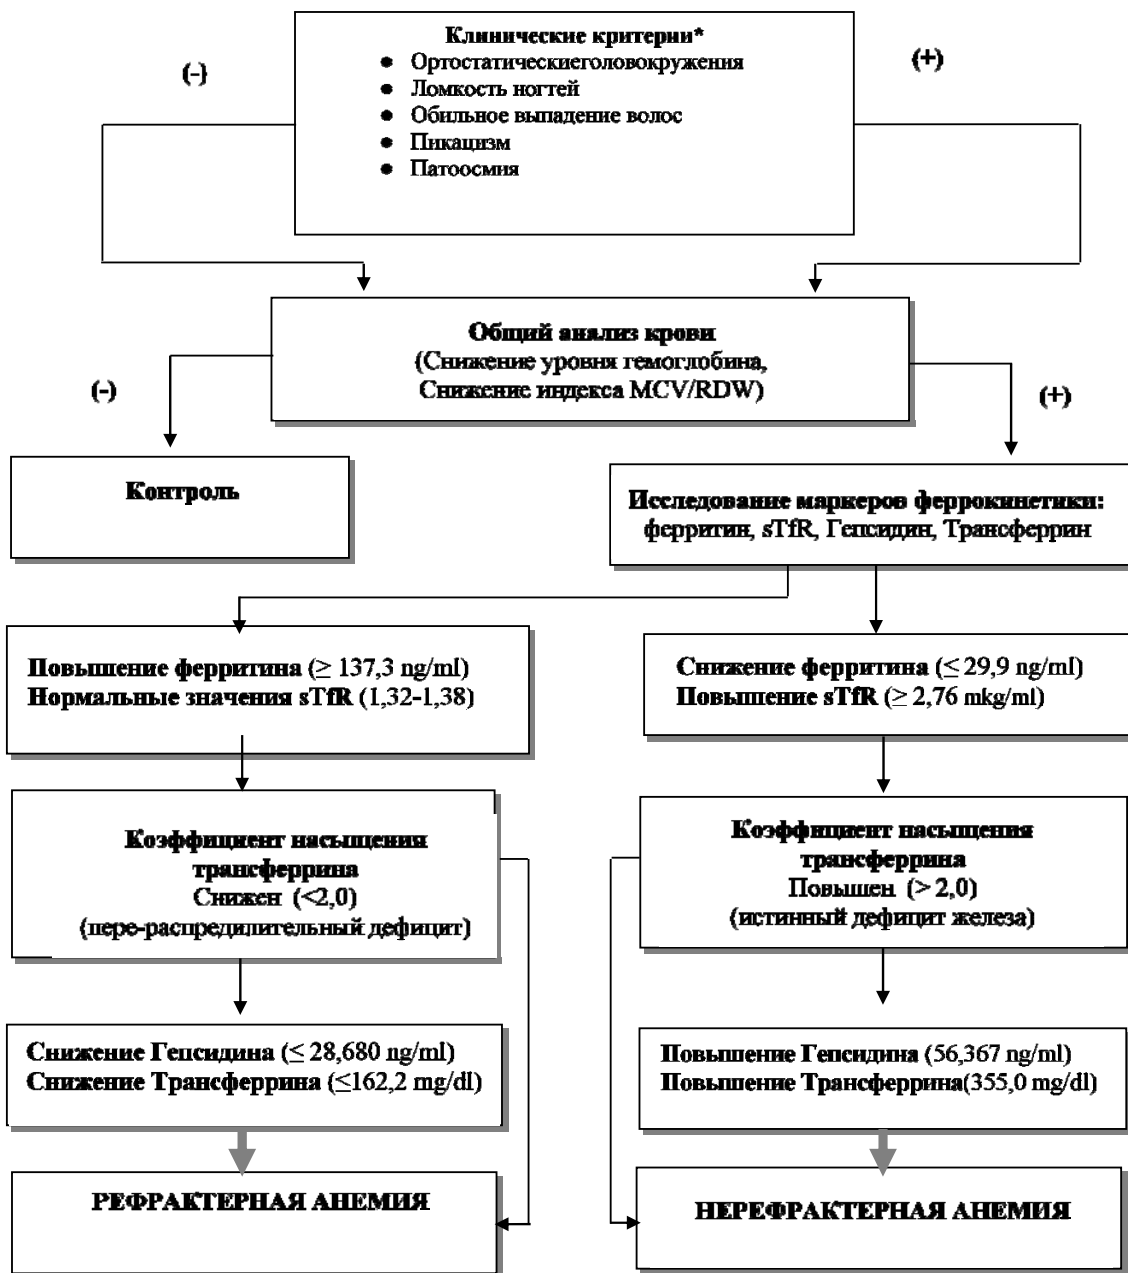 Клинические критерии*
(-)
(+)
● Ортостатическиеголовокружения
● Ломкость ногтей
● Обильное выпадение волос
● Пикацизм
● Патоосмия
Общий анализ крови
(Снижение уровня гемоглобина,
Снижение индекса MCV/RDW)
(-)
(+)
Контроль
Исследование маркеров феррокинетики:
ферритин, sTfR, Гепсидин, Трансферрин
Повышение ферритина (≥ 137,3 ng/ml)
Нормальные значения sTfR (1,32-1,38)
Снижение ферритина (≤ 29,9 ng/ml)
Повышение sTfR (≥ 2,76 mkg/ml)
Коэффициент насыщения
трансферрина
Снижен (<2,0)
(пере-распредилительный дефицит)
Коэффициент насыщения
трансферрина
Повышен (> 2,0)
(истинный дефицит железа)
Снижение Гепсидина (≤ 28,680 ng/ml)
Снижение Трансферрина (≤162,2 mg/dl)
Повышение Гепсидина (56,367 ng/ml)
Повышение Трансферрина(355,0 mg/dl)
РЕФРАКТЕРНАЯ АНЕМИЯ
НЕРЕФРАКТЕРНАЯ АНЕМИЯ